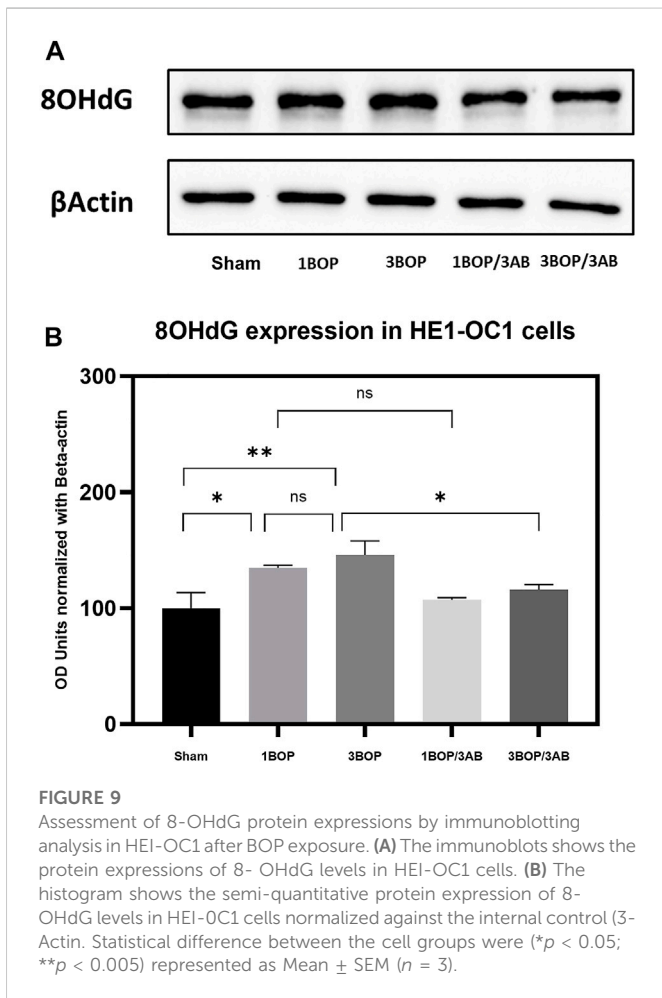 A
8OHdG
βActin
Sham 1BOP 3BOP 1BOP/3AB 3BOP/3AB
B 8OHdG expression in HE1-OC1 cells
OD Units normalized with Beta-actin
300
200
100
0
ns
**
* ns *
Sham 1BOP 3BOP 1BOP/3AB 3BOP/3AB
FIGURE 9
Assessment of 8-OHdG protein expressions by immunoblotting
analysis in HEI-OC1 after BOP exposure. (A) The immunoblots shows the
protein expressions of 8- OHdG levels in HEI-OC1 cells. (B) The
histogram shows the semi-quantitative protein expression of 8-
OHdG levels in HEI-0C1 cells normalized against the internal control (3-
Actin. Statistical difference between the cell groups were (*p < 0.05;
**p < 0.005) represented as Mean ± SEM (n = 3).